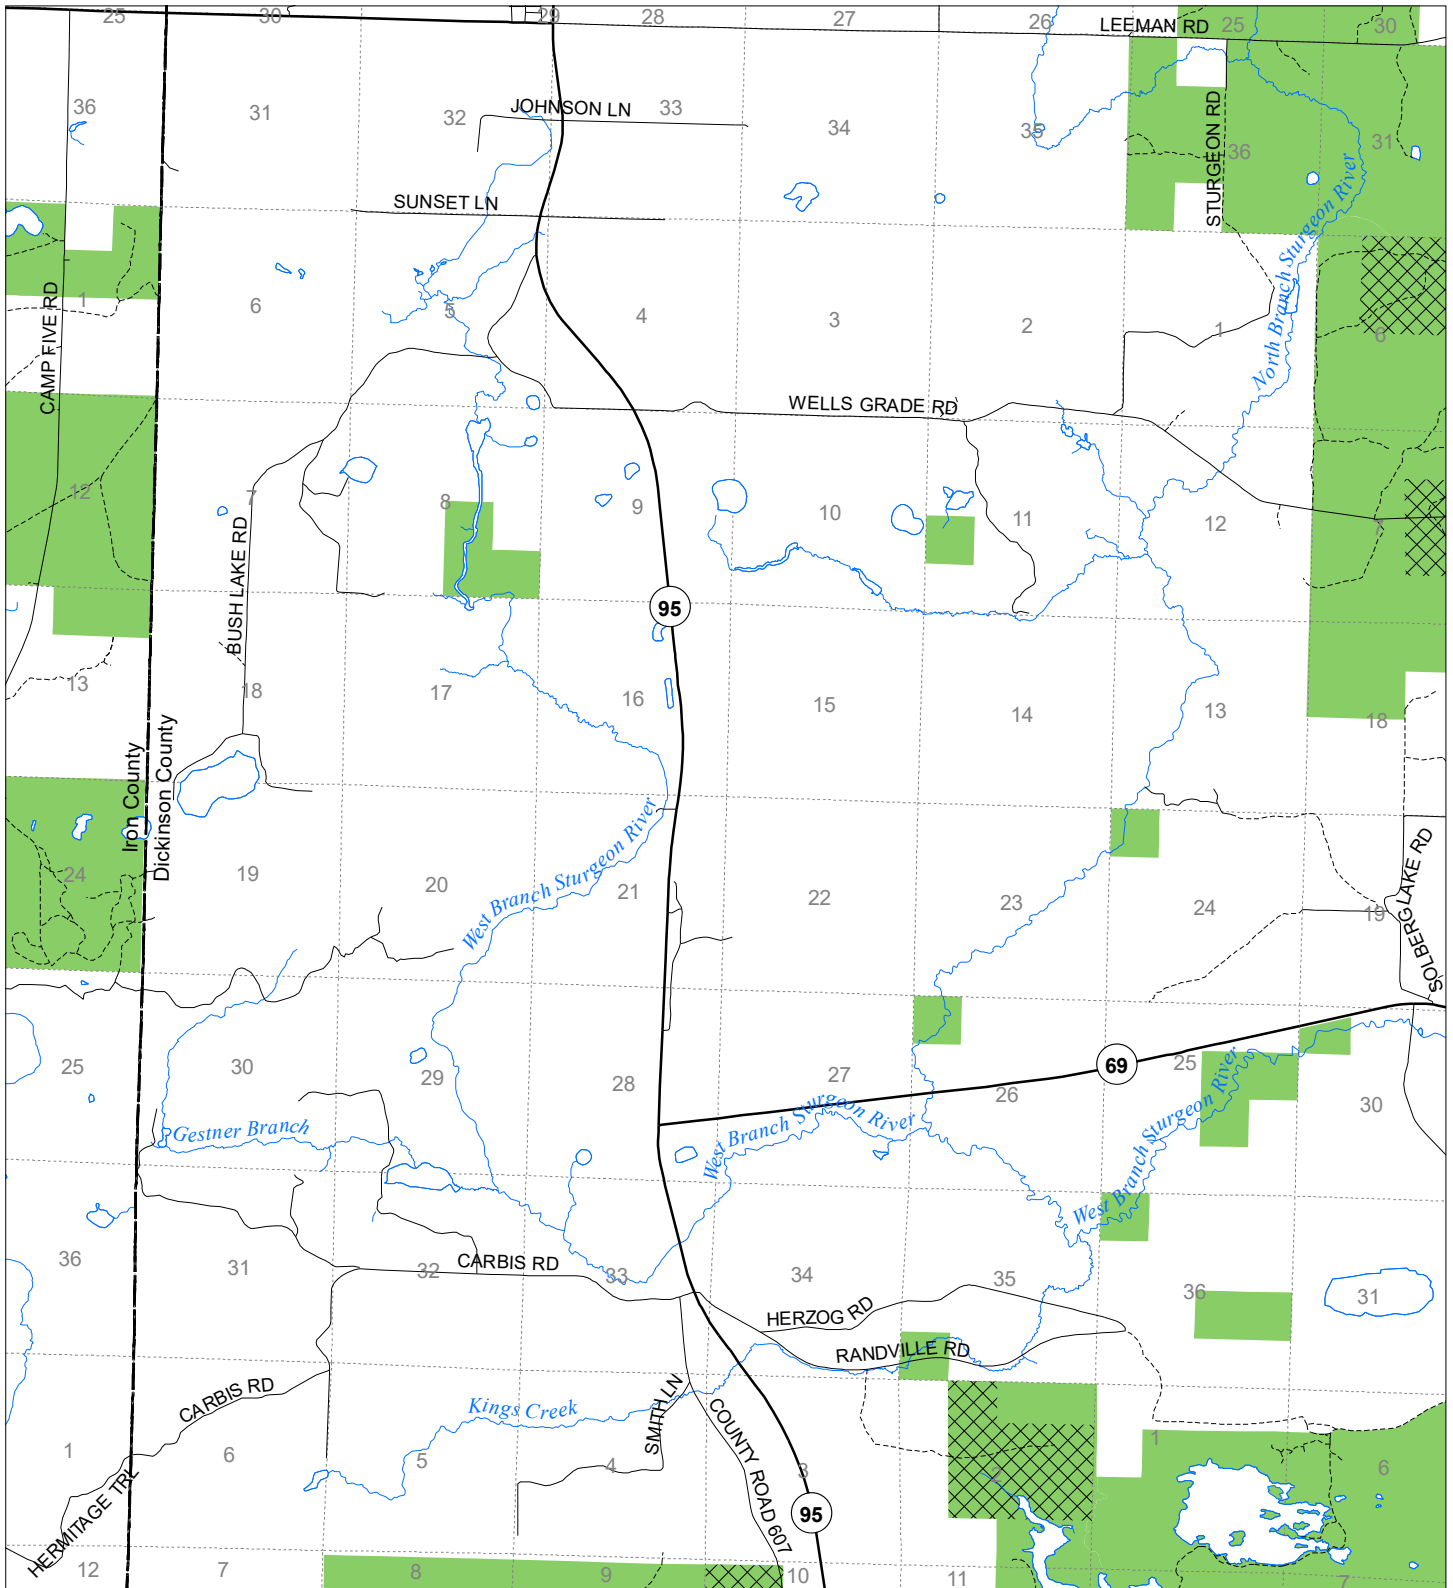 25 30 29 28 27 26 25 30
LEEMAN RD
36 31 32 33 34 35 36 31
JOHNSON LN
STURGEON RD
SUNSET LN
North Branch Sturgeon River
CAMP FIVE RD
1 6 5 4 3 2 1 6
WELLS GRADE RD
12 7 8 9 10 11 12 7
BUSH LAKE RD
95
13 18 17 16 15 14 13 18
Iron County
Dickinson County
West Branch Sturgeon River
24 19 20 21 22 23 24 19
SOLBERG LAKE RD
25 30 29 28 27 26 25 30
69
Gestner Branch
West Branch Sturgeon River
West Branch Sturgeon River
36 31 32 33 34 35 36 31
CARBIS RD
HERZOG RD
RANDVILLE RD
CARBIS RD
Kings Creek
SMITH LN
COUNTY ROAD 607
1 6 5 4 3 2 1 6
HERMITAGE TRL
95
12 7 8 9 10 11 7